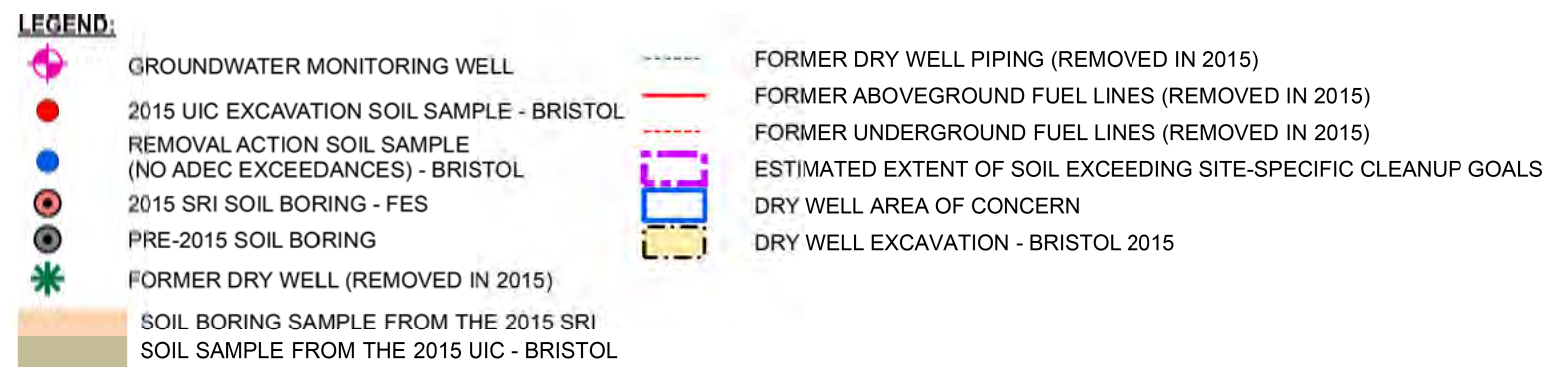 LEGEND:
GROUNDWATER MONITORING WELL
2015 UIC EXCAVATION SOIL SAMPLE - BRISTOL
REMOVAL ACTION SOIL SAMPLE
(NO ADEC EXCEEDANCES) - BRISTOL
2015 SRI SOIL BORING - FES
PRE-2015 SOIL BORING
FORMER DRY WELL (REMOVED IN 2015)
SOIL BORING SAMPLE FROM THE 2015 SRI
SOIL SAMPLE FROM THE 2015 UIC - BRISTOL
FORMER DRY WELL PIPING (REMOVED IN 2015)
FORMER ABOVEGROUND FUEL LINES (REMOVED IN 2015)
FORMER UNDERGROUND FUEL LINES (REMOVED IN 2015)
ESTIMATED EXTENT OF SOIL EXCEEDING SITE-SPECIFIC CLEANUP GOALS
DRY WELL AREA OF CONCERN
DRY WELL EXCAVATION - BRISTOL 2015